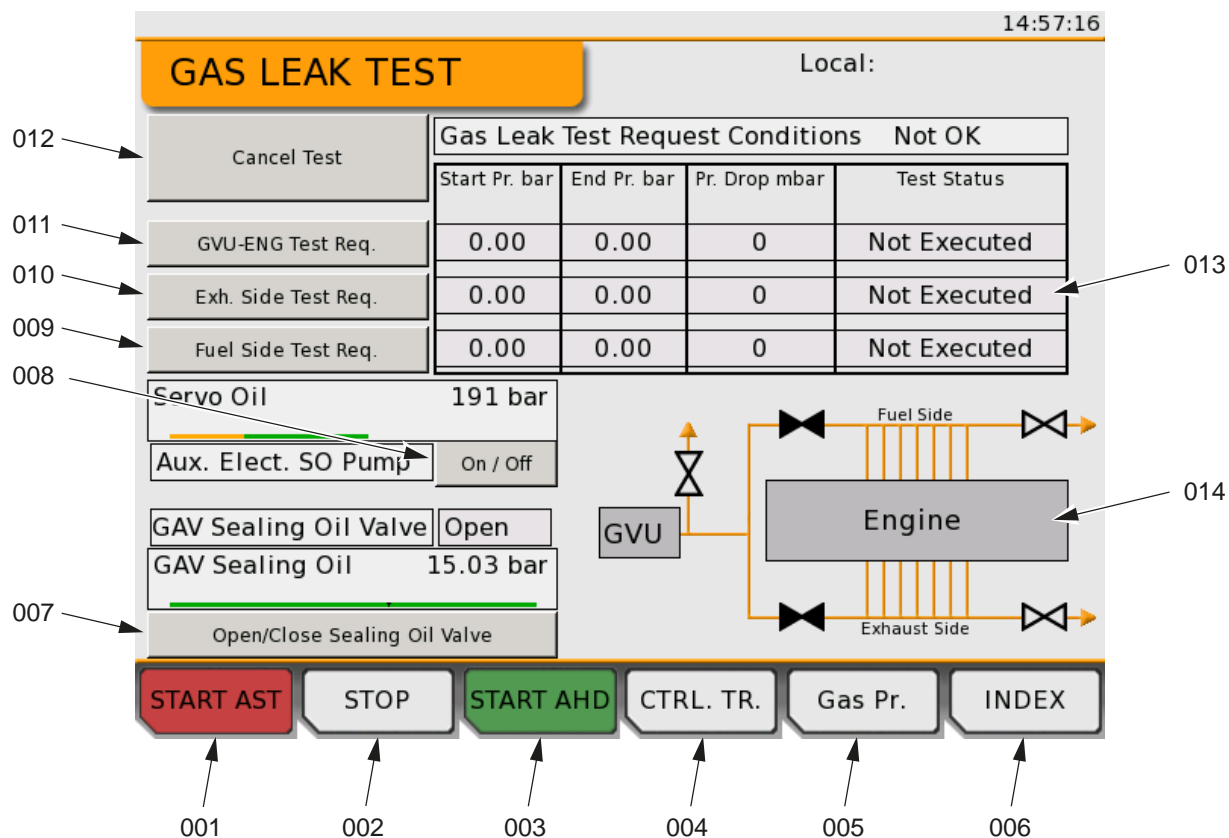 14:57:16
GAS LEAK TEST
Local:
012
Cancel Test
Gas Leak Test Request Conditions Not OK
Start Pr. bar End Pr. bar Pr. Drop mbar Test Status
011
GVU-ENG Test Req.
0.00 0.00 0 Not Executed
010
Exh. Side Test Req.
0.00 0.00 0 Not Executed
013
009
Fuel Side Test Req.
0.00 0.00 0 Not Executed
008
Servo Oil 191 bar
Aux. Elect. SO Pump On / Off
GAV Sealing Oil Valve Open
GAV Sealing Oil 15.03 bar
007
Open/Close Sealing Oil Valve
Fuel Side
GVU
Engine
014
Exhaust Side
START AST STOP START AHD CTRL. TR. Gas Pr. INDEX
001 002 003 004 005 006